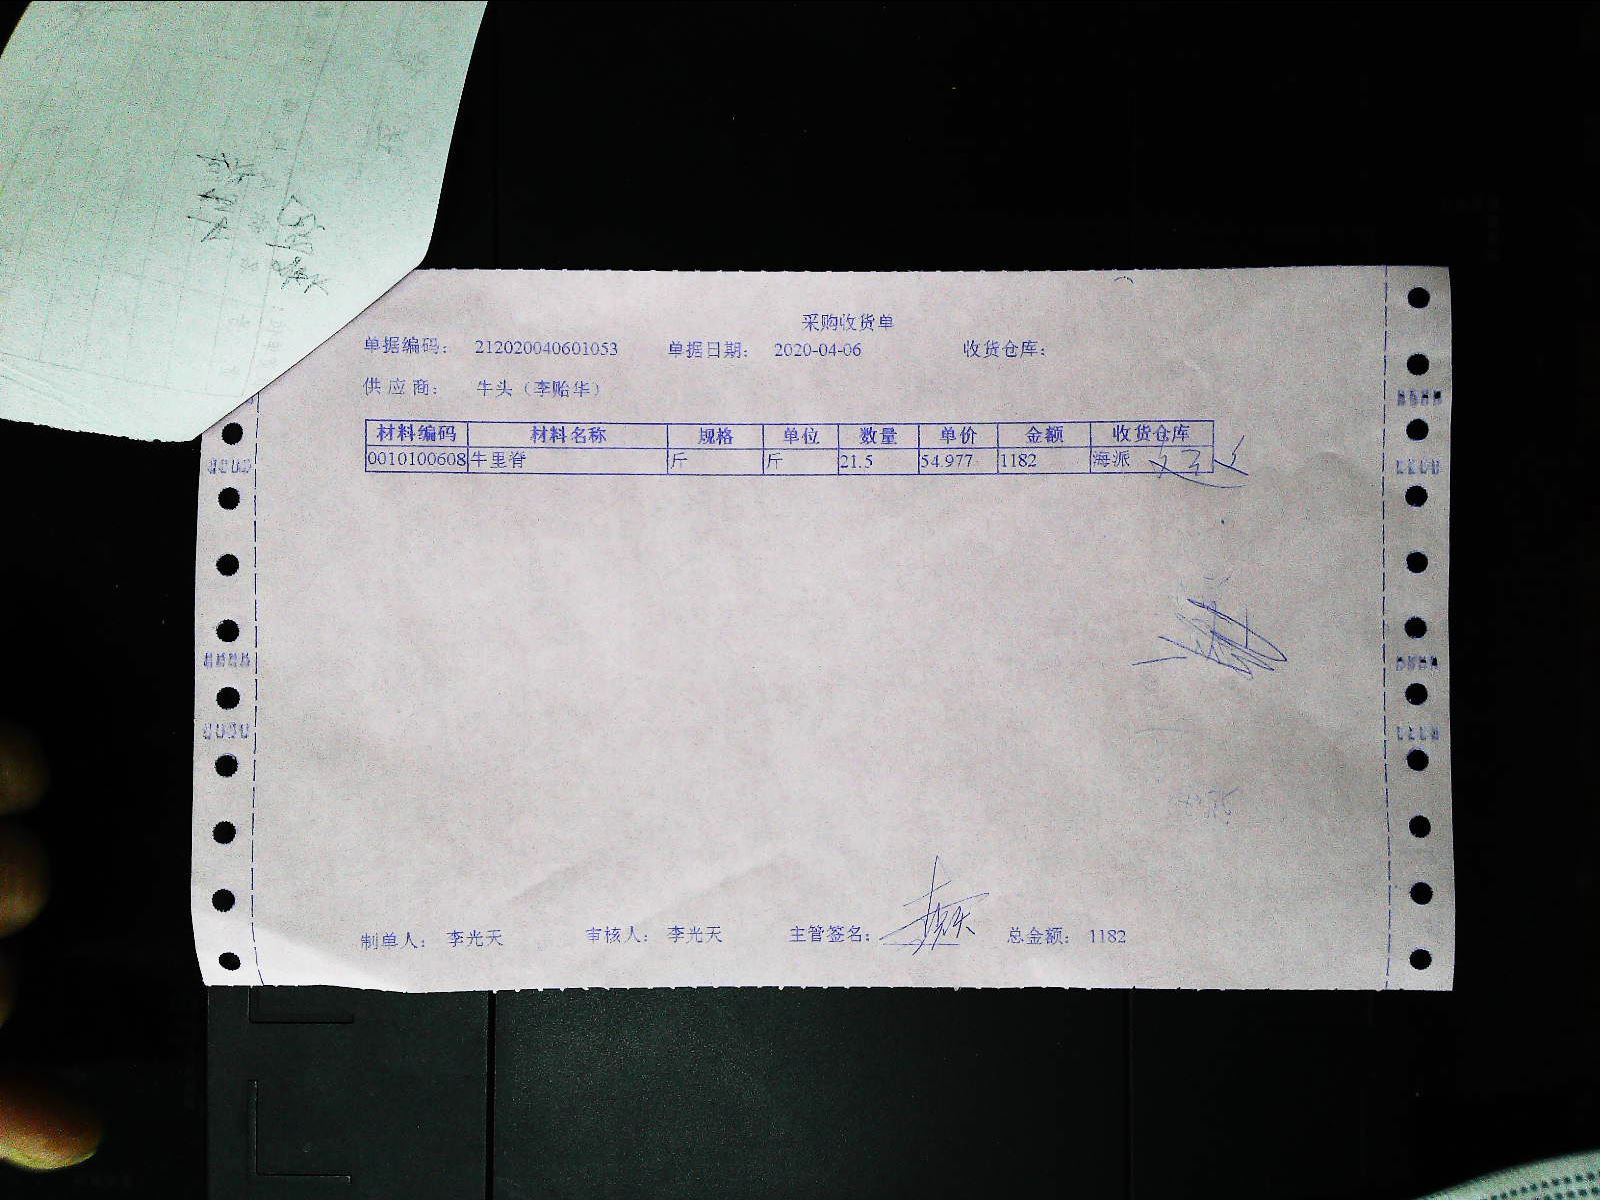 采购收货单
单据编码： 212020040601053 单据日期： 2020-04-06 收货仓库：
供应商： 牛头（李贻华）
材料编码 材料名称 规格 单位 数量 单价 金额 收货仓库
0010100608 牛里脊 斤 斤 21.5 54.977 1182 海派
制单人： 李光天 审核人： 李光天 主管签名： 总金额： 1182